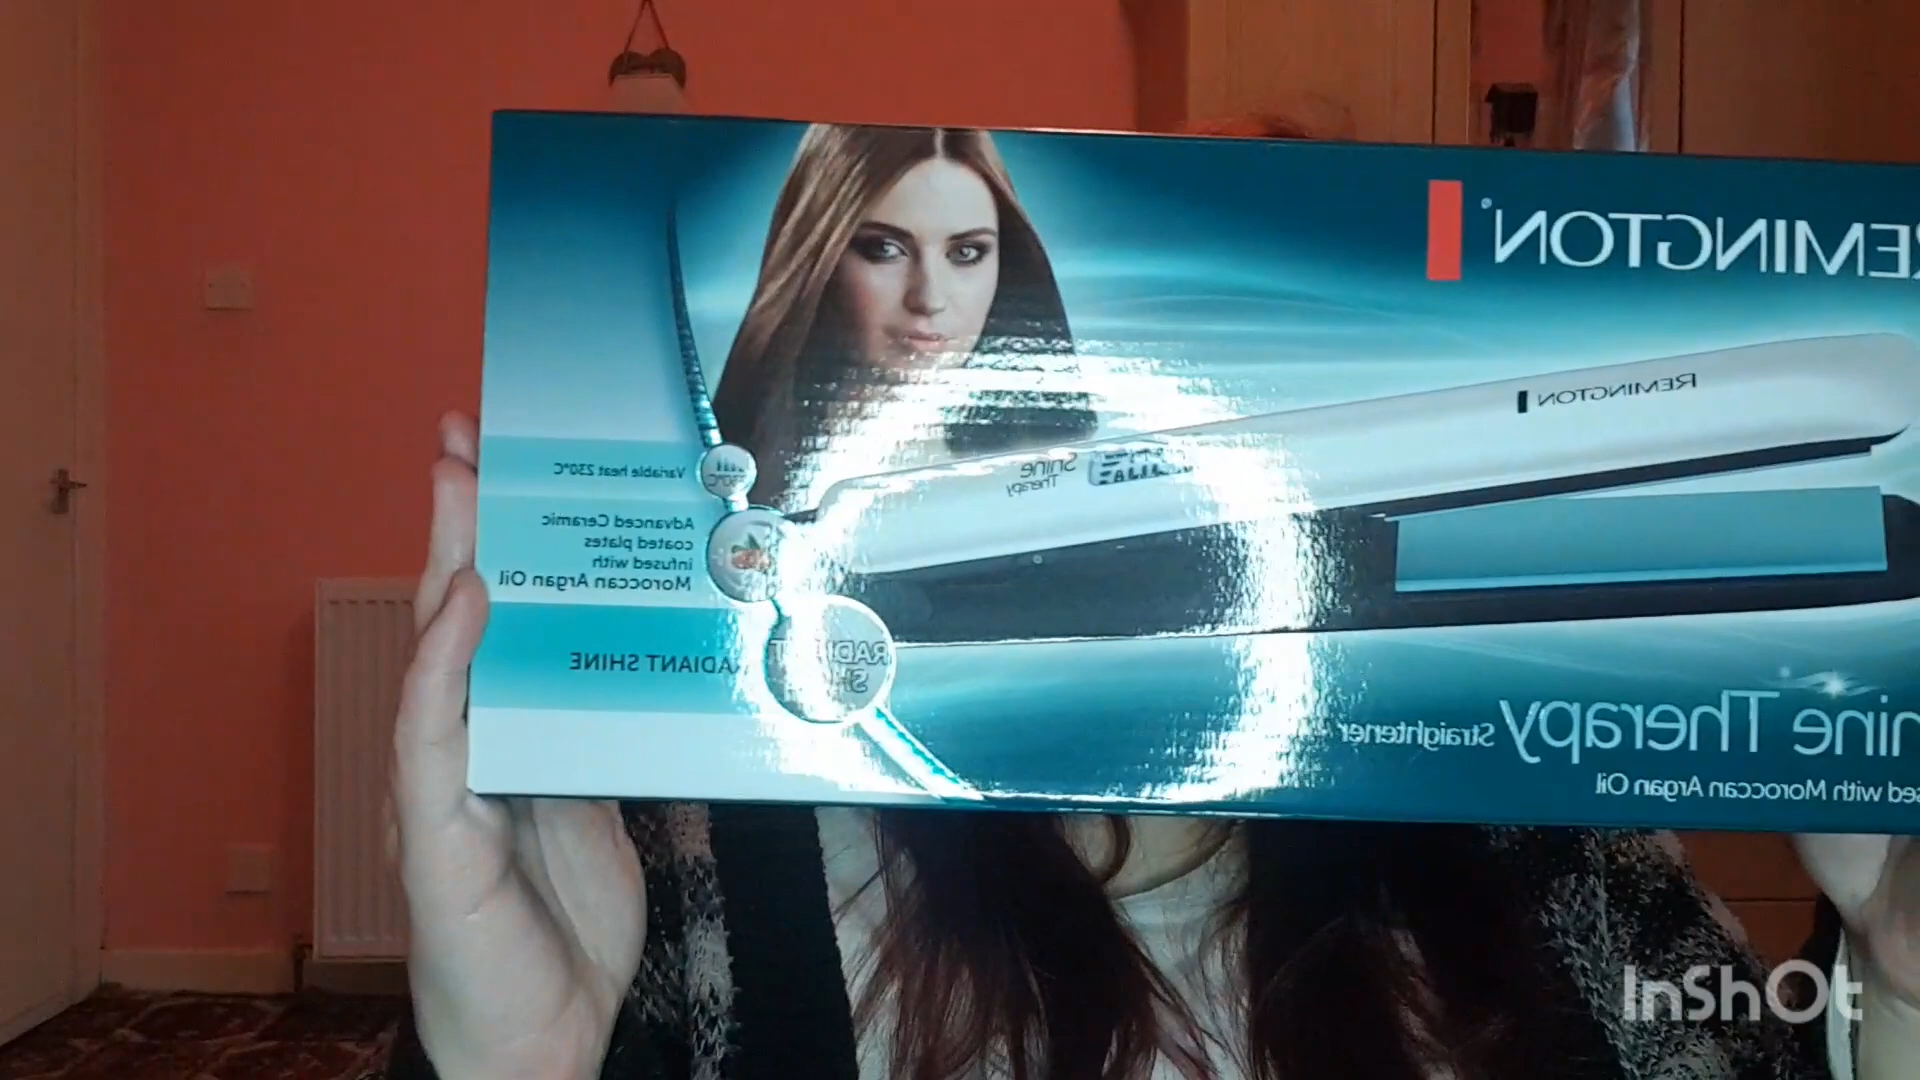 REMINGTON
REMINGTON
Shine
Therapy
Variable heat 230°C
Advanced Ceramic
coated plates
infused with
Moroccan Argan Oil
RADIANT SHINE
hine Therapy Straightener
sed with Moroccan Argan Oil
InShOt